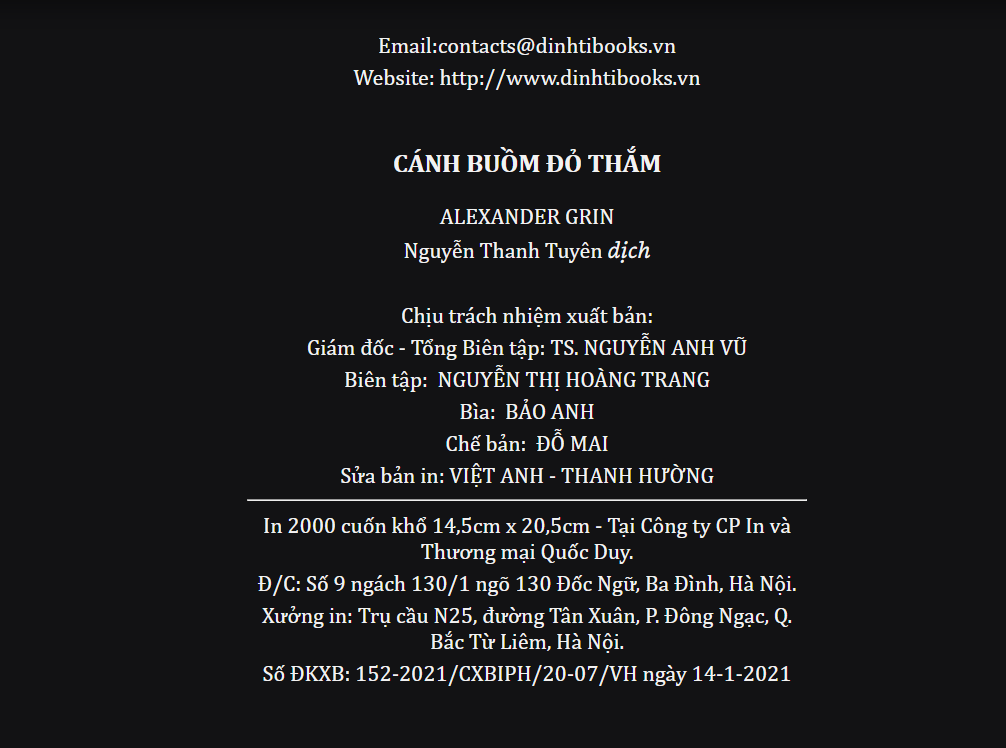 Email:contacts@dinhtibooks.vn
Website: http://www.dinhtibooks.vn
CÁNH BUỒM ĐỎ THẮM
ALEXANDER GRIN
Nguyễn Thanh Tuyên dịch
Chịu trách nhiệm xuất bản:
Giám đốc - Tổng Biên tập: TS. NGUYỄN ANH VŨ
Biên tập: NGUYỄN THỊ HOÀNG TRANG
Bìa: BẢO ANH
Chế bản: ĐỖ MAI
Sửa bản in: VIỆT ANH - THANH HƯỜNG
In 2000 cuốn khổ 14,5cm x 20,5cm - Tại Công ty CP In và
Thương mại Quốc Duy.
Đ/C: Số 9 ngách 130/1 ngõ 130 Đốc Ngữ, Ba Đình, Hà Nội.
Xưởng in: Trụ cầu N25, đường Tân Xuân, P. Đông Ngạc, Q.
Bắc Từ Liêm, Hà Nội.
Số ĐKXB: 152-2021/CXBIPH/20-07/VH ngày 14-1-2021